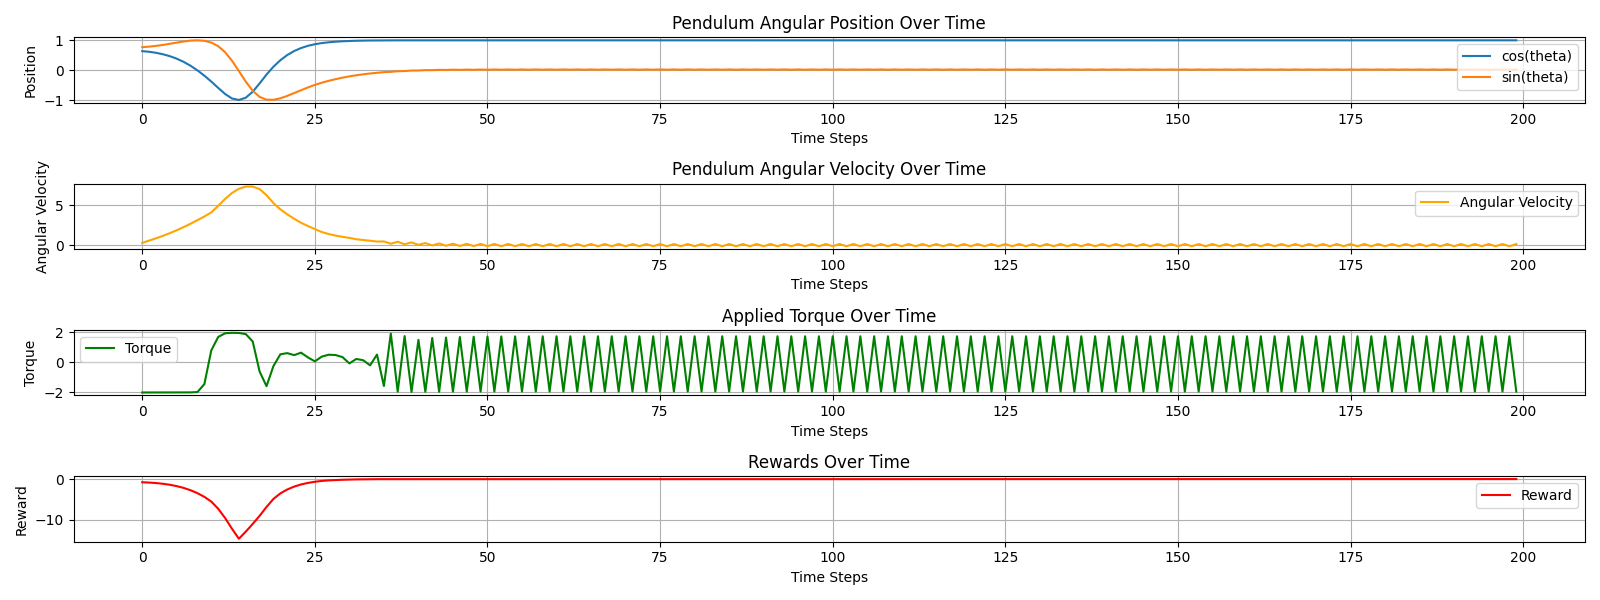 Pendulum Angular Position Over Time
Position
1
0
−1
cos(theta)
sin(theta)
0 25 50 75 100 125 150 175 200
Time Steps
Pendulum Angular Velocity Over Time
Angular Velocity
5
0
Angular Velocity
0 25 50 75 100 125 150 175 200
Time Steps
Applied Torque Over Time
Torque
2
0
−2
Torque
0 25 50 75 100 125 150 175 200
Time Steps
Rewards Over Time
Reward
0
−10
Reward
0 25 50 75 100 125 150 175 200
Time Steps